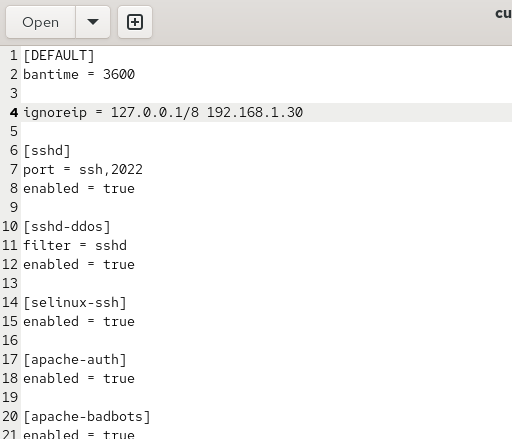 Open
cu
1 [DEFAULT]
2 bantime = 3600
3
4 ignoreip = 127.0.0.1/8 192.168.1.30
5
6 [sshd]
7 port = ssh,2022
8 enabled = true
9
10 [sshd-ddos]
11 filter = sshd
12 enabled = true
13
14 [selinux-ssh]
15 enabled = true
16
17 [apache-auth]
18 enabled = true
19
20 [apache-badbots]
21 enabled = true